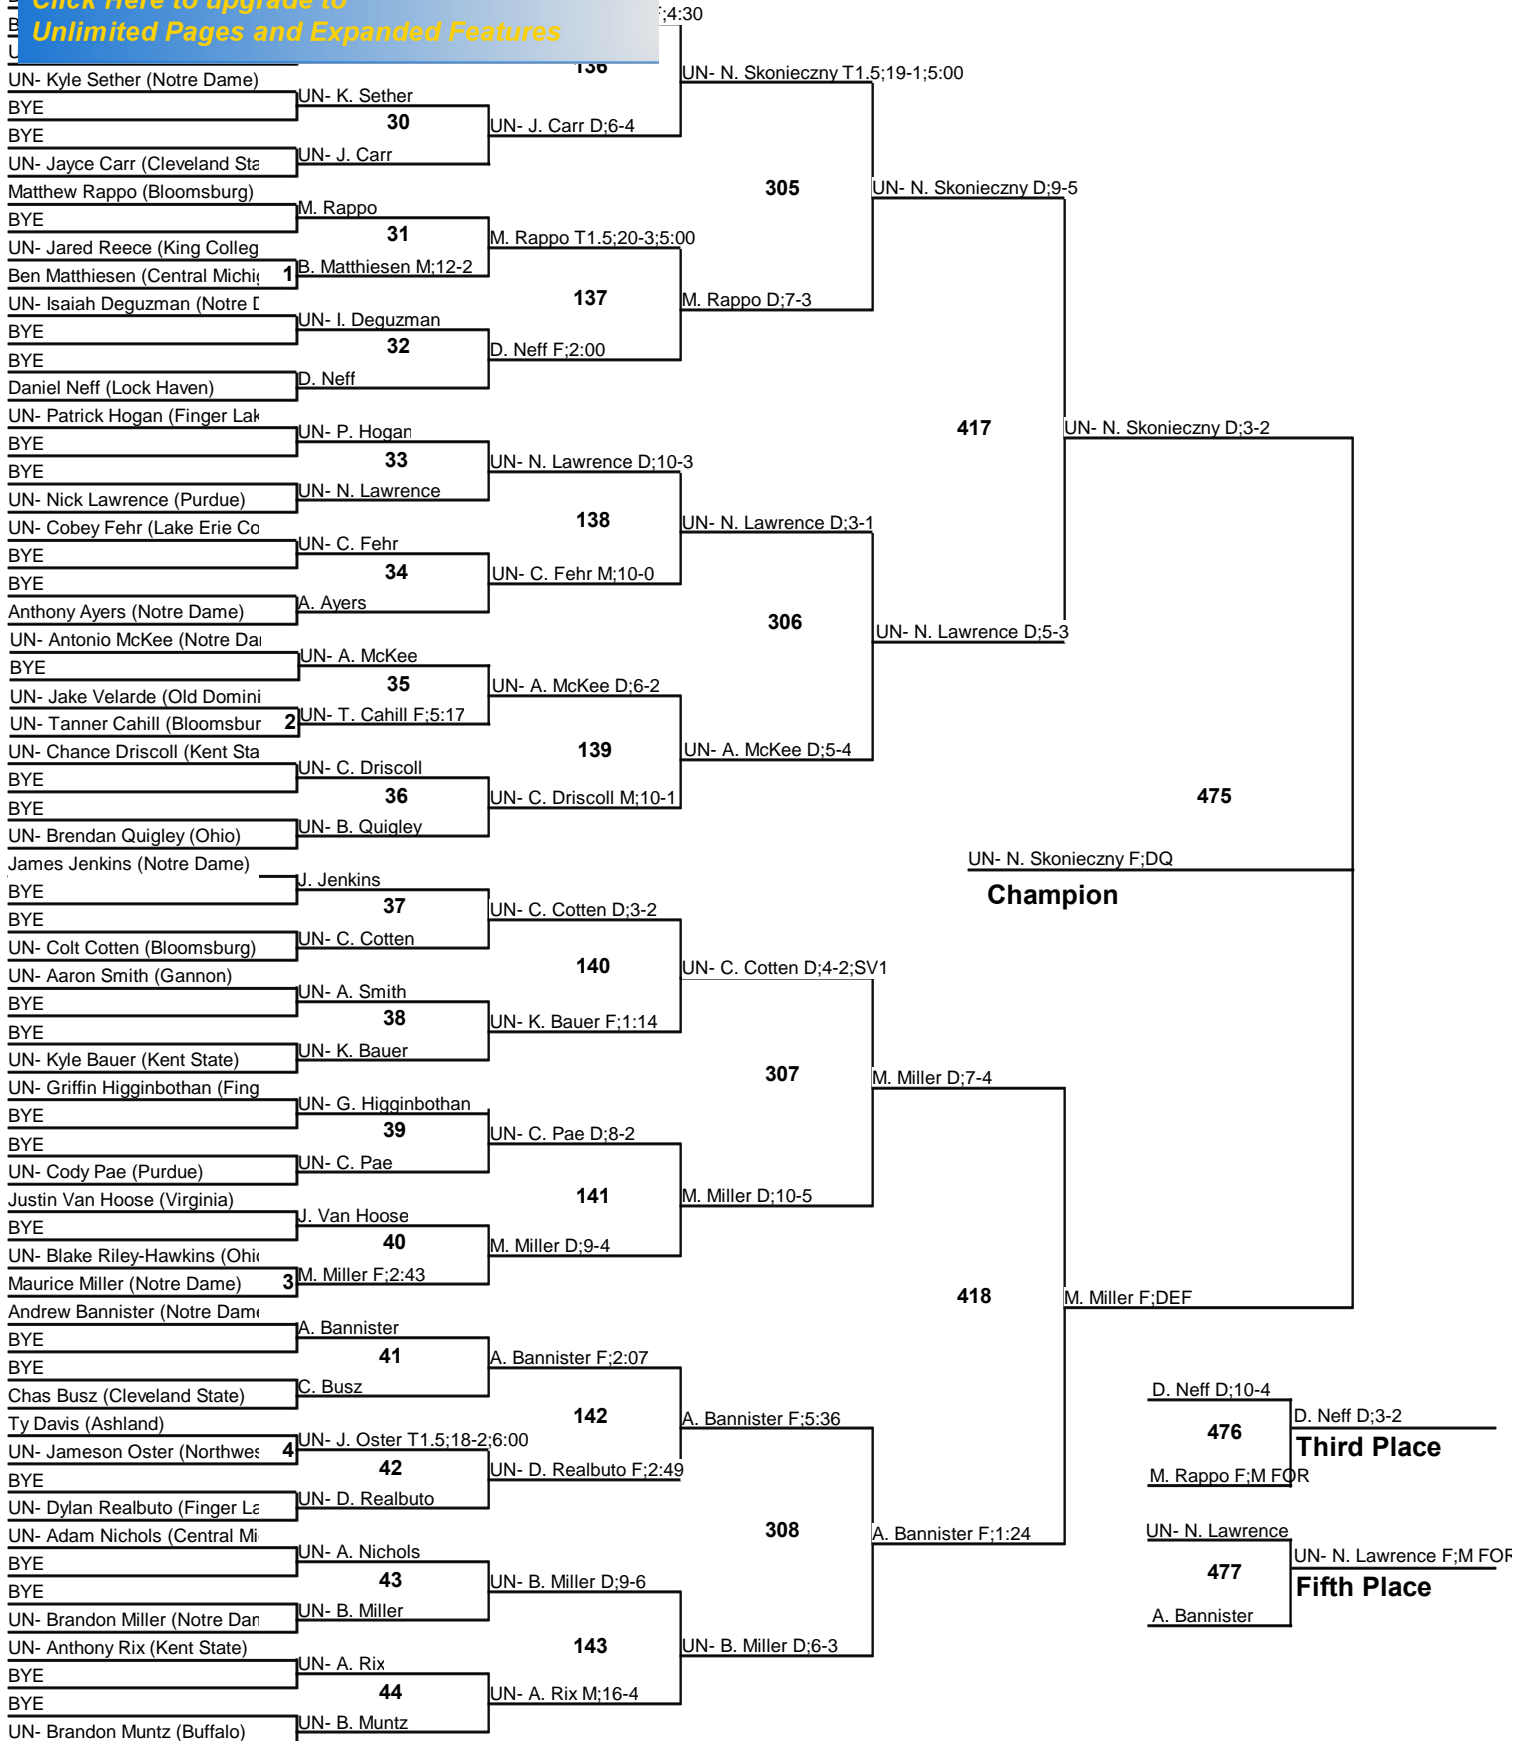 Click Here to upgrade to
Unlimited Pages and Expanded Features
;4:30
136
UN- N. Skonieczny T1.5;19-1;5:00
UN- Kyle Sether (Notre Dame)
UN- K. Sether
BYE
30
UN- J. Carr D;6-4
BYE
UN- J. Carr
UN- Jayce Carr (Cleveland Sta
305
UN- N. Skonieczny D;9-5
Matthew Rappo (Bloomsburg)
M. Rappo
BYE
31
M. Rappo T1.5;20-3;5:00
UN- Jared Reece (King Colleg
B. Matthiesen M;12-2
Ben Matthiesen (Central Michi
1
137
M. Rappo D;7-3
UN- Isaiah Deguzman (Notre D
UN- I. Deguzman
BYE
32
D. Neff F;2:00
BYE
D. Neff
Daniel Neff (Lock Haven)
UN- Patrick Hogan (Finger Lak
417
UN- N. Skonieczny D;3-2
UN- P. Hogan
BYE
33
UN- N. Lawrence D;10-3
BYE
UN- N. Lawrence
UN- Nick Lawrence (Purdue)
138
UN- N. Lawrence D;3-1
UN- Cobey Fehr (Lake Erie Co
UN- C. Fehr
BYE
34
UN- C. Fehr M;10-0
BYE
A. Ayers
Anthony Ayers (Notre Dame)
306
UN- N. Lawrence D;5-3
UN- Antonio McKee (Notre Da
UN- A. McKee
BYE
35
UN- A. McKee D;6-2
UN- Jake Velarde (Old Domini
UN- T. Cahill F;5:17
UN- Tanner Cahill (Bloomsbur
2
139
UN- A. McKee D;5-4
UN- Chance Driscoll (Kent Sta
UN- C. Driscoll
BYE
36
UN- C. Driscoll M;10-1
475
BYE
UN- B. Quigley
UN- Brendan Quigley (Ohio)
James Jenkins (Notre Dame)
UN- N. Skonieczny F;DQ
Champion
J. Jenkins
BYE
37
UN- C. Cotten D;3-2
BYE
UN- C. Cotten
UN- Colt Cotten (Bloomsburg)
140
UN- C. Cotten D;4-2;SV1
UN- Aaron Smith (Gannon)
UN- A. Smith
BYE
38
UN- K. Bauer F;1:14
BYE
UN- K. Bauer
UN- Kyle Bauer (Kent State)
307
M. Miller D;7-4
UN- Griffin Higginbothan (Fing
UN- G. Higginbothan
BYE
39
UN- C. Pae D;8-2
BYE
UN- C. Pae
UN- Cody Pae (Purdue)
141
M. Miller D;10-5
Justin Van Hoose (Virginia)
J. Van Hoose
BYE
40
M. Miller D;9-4
UN- Blake Riley-Hawkins (Ohi
M. Miller F;2:43
Maurice Miller (Notre Dame)
3
418
M. Miller F;DEF
Andrew Bannister (Notre Dame
A. Bannister
BYE
41
A. Bannister F;2:07
BYE
C. Busz
Chas Busz (Cleveland State)
142
A. Bannister F;5:36
D. Neff D;10-4
476
D. Neff D;3-2
Third Place
M. Rappo F;M FOR
Ty Davis (Ashland)
UN- J. Oster T1.5;18-2;6:00
UN- Jameson Oster (Northwes
4
42
UN- D. Realbuto F;2:49
BYE
UN- D. Realbuto
UN- Dylan Realbuto (Finger La
308
A. Bannister F;1:24
UN- Adam Nichols (Central Mi
UN- N. Lawrence
477
UN- N. Lawrence F;M FOR
Fifth Place
A. Bannister
UN- A. Nichols
BYE
43
UN- B. Miller D;9-6
BYE
UN- B. Miller
UN- Brandon Miller (Notre Dam
143
UN- B. Miller D;6-3
UN- Anthony Rix (Kent State)
UN- A. Rix
BYE
44
UN- A. Rix M;16-4
BYE
UN- B. Muntz
UN- Brandon Muntz (Buffalo)